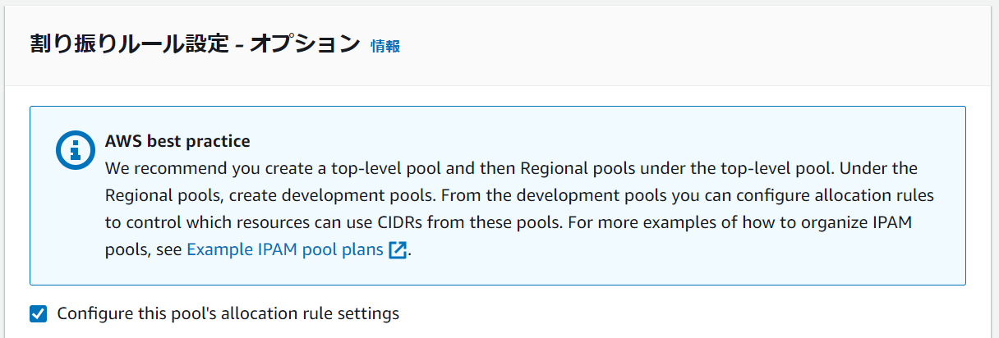 割り振りルール設定 - オプション 情報
AWS best practice
We recommend you create a top-level pool and then Regional pools under the top-level pool. Under the
Regional pools, create development pools. From the development pools you can configure allocation rules
to control which resources can use CIDRs from these pools. For more examples of how to organize IPAM
pools, see Example IPAM pool plans.
Configure this pool's allocation rule settings